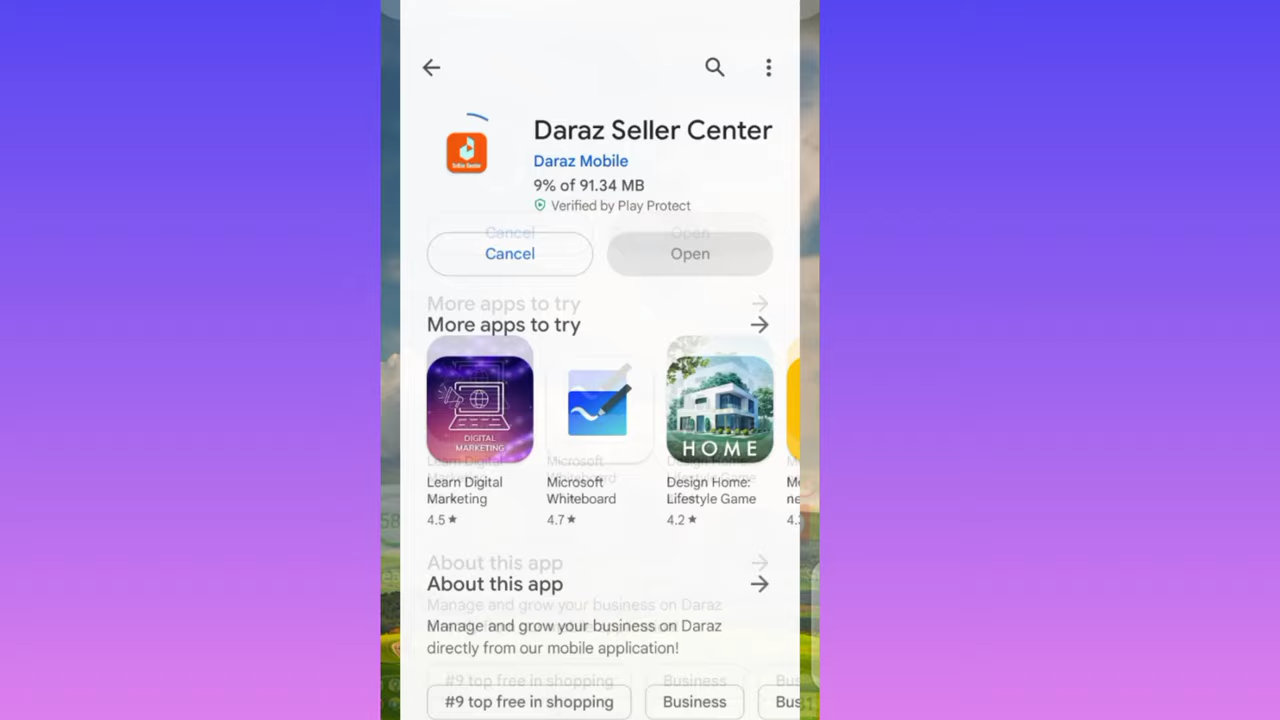 Daraz Seller Center
Daraz Mobile
9% of 91.34 MB
Verified by Play Protect
Cancel Open
Cancel Open
More apps to try
More apps to try
DIGITAL
MARKETING
HOME
Learn Digital
Marketing
4.5★
Microsoft
Whiteboard
4.7★
Design Home:
Lifestyle Game
4.2★
About this app
About this app
Manage and grow your business on Daraz
Manage and grow your business on Daraz
directly from our mobile application!
#9 top free in shopping Business
#9 top free in shopping Business